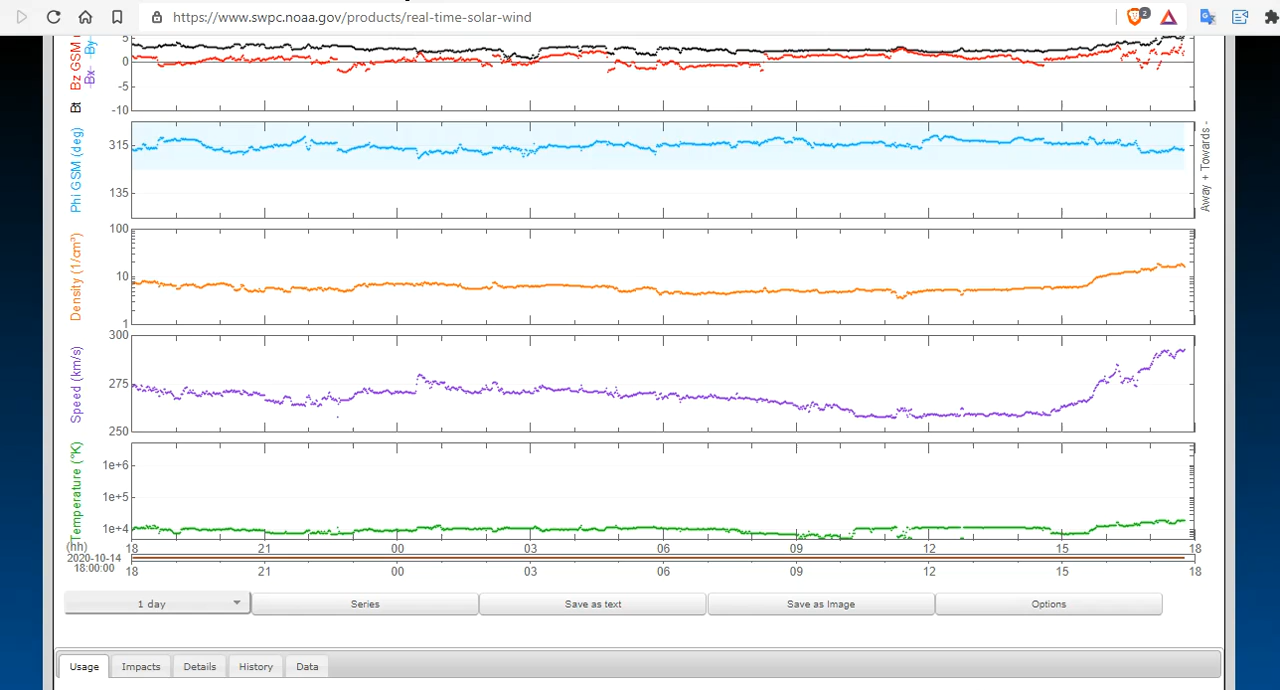 https://www.swpc.noaa.gov/products/real-time-solar-wind
2
5
0
-5
-10
Bt
Bz GSM
-Bx-
-By-
315
135
Phi GSM (deg)
Away + Towards -
100
10
1
Density (1/cm³)
300
275
250
Speed (km/s)
1e+6
1e+5
1e+4
Temperature (°K)
(hh)
18 21 00 03 06 09 12 15 18
2020-10-14
18:00:00
18 21 00 03 06 09 12 15 18
1 day Series Save as text Save as Image Options
Usage Impacts Details History Data